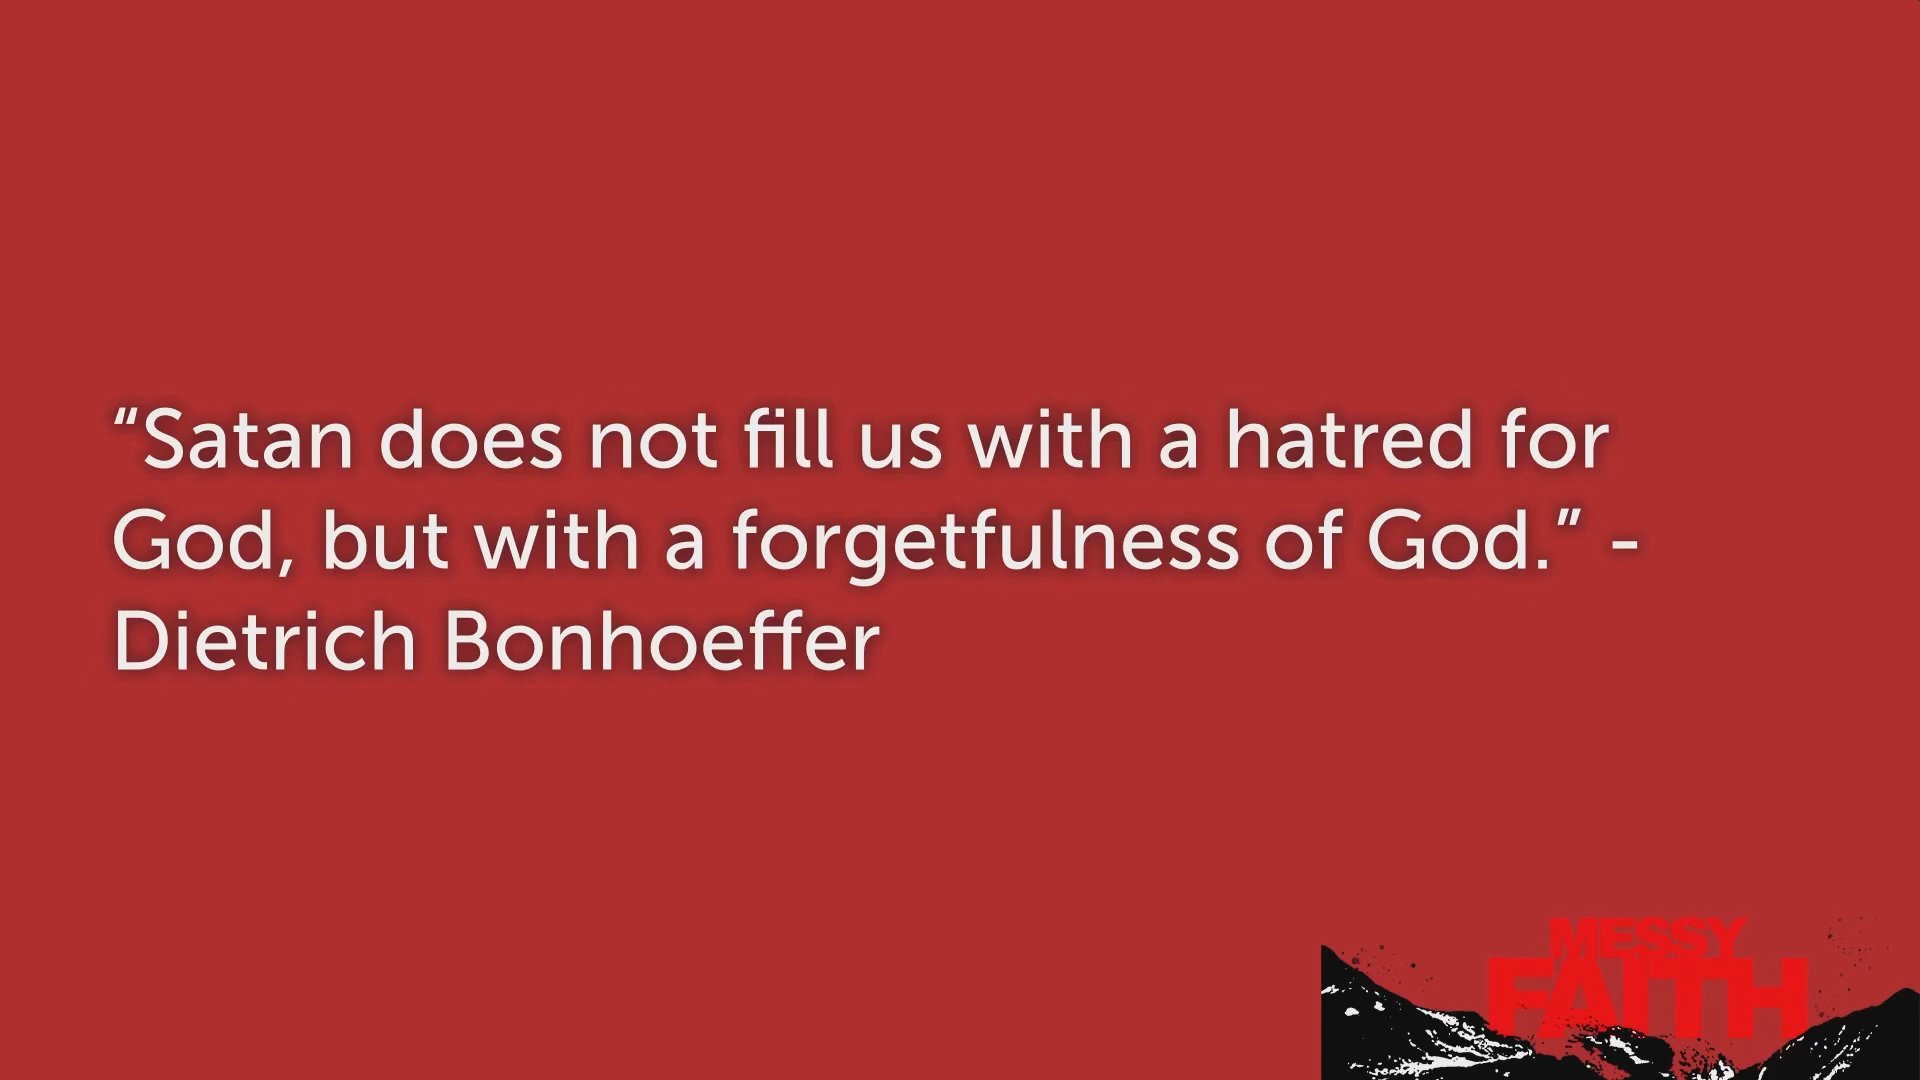 “Satan does not fill us with a hatred for
God, but with a forgetfulness of God.” -
Dietrich Bonhoeffer
MESSY
FAITH